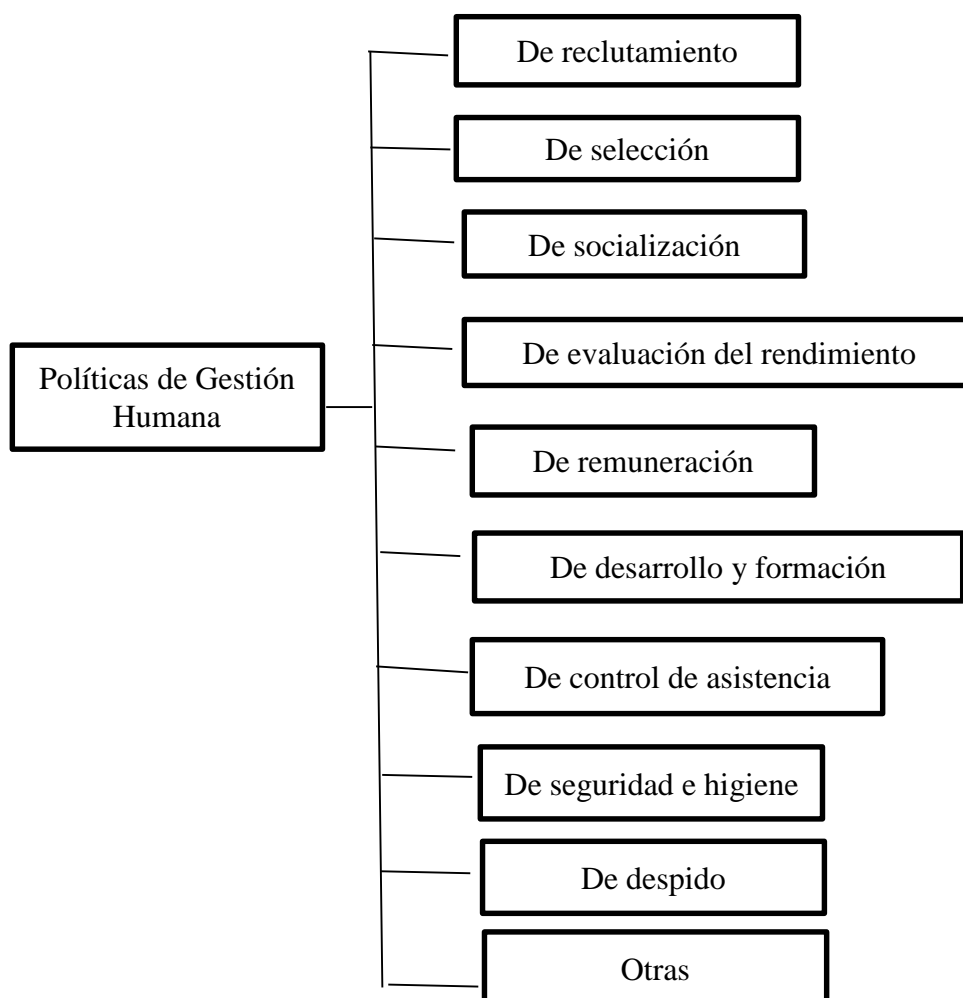 De reclutamiento
De selección
De socialización
De evaluación del rendimiento
Políticas de Gestión
Humana
De remuneración
De desarrollo y formación
De control de asistencia
De seguridad e higiene
De despido
Otras